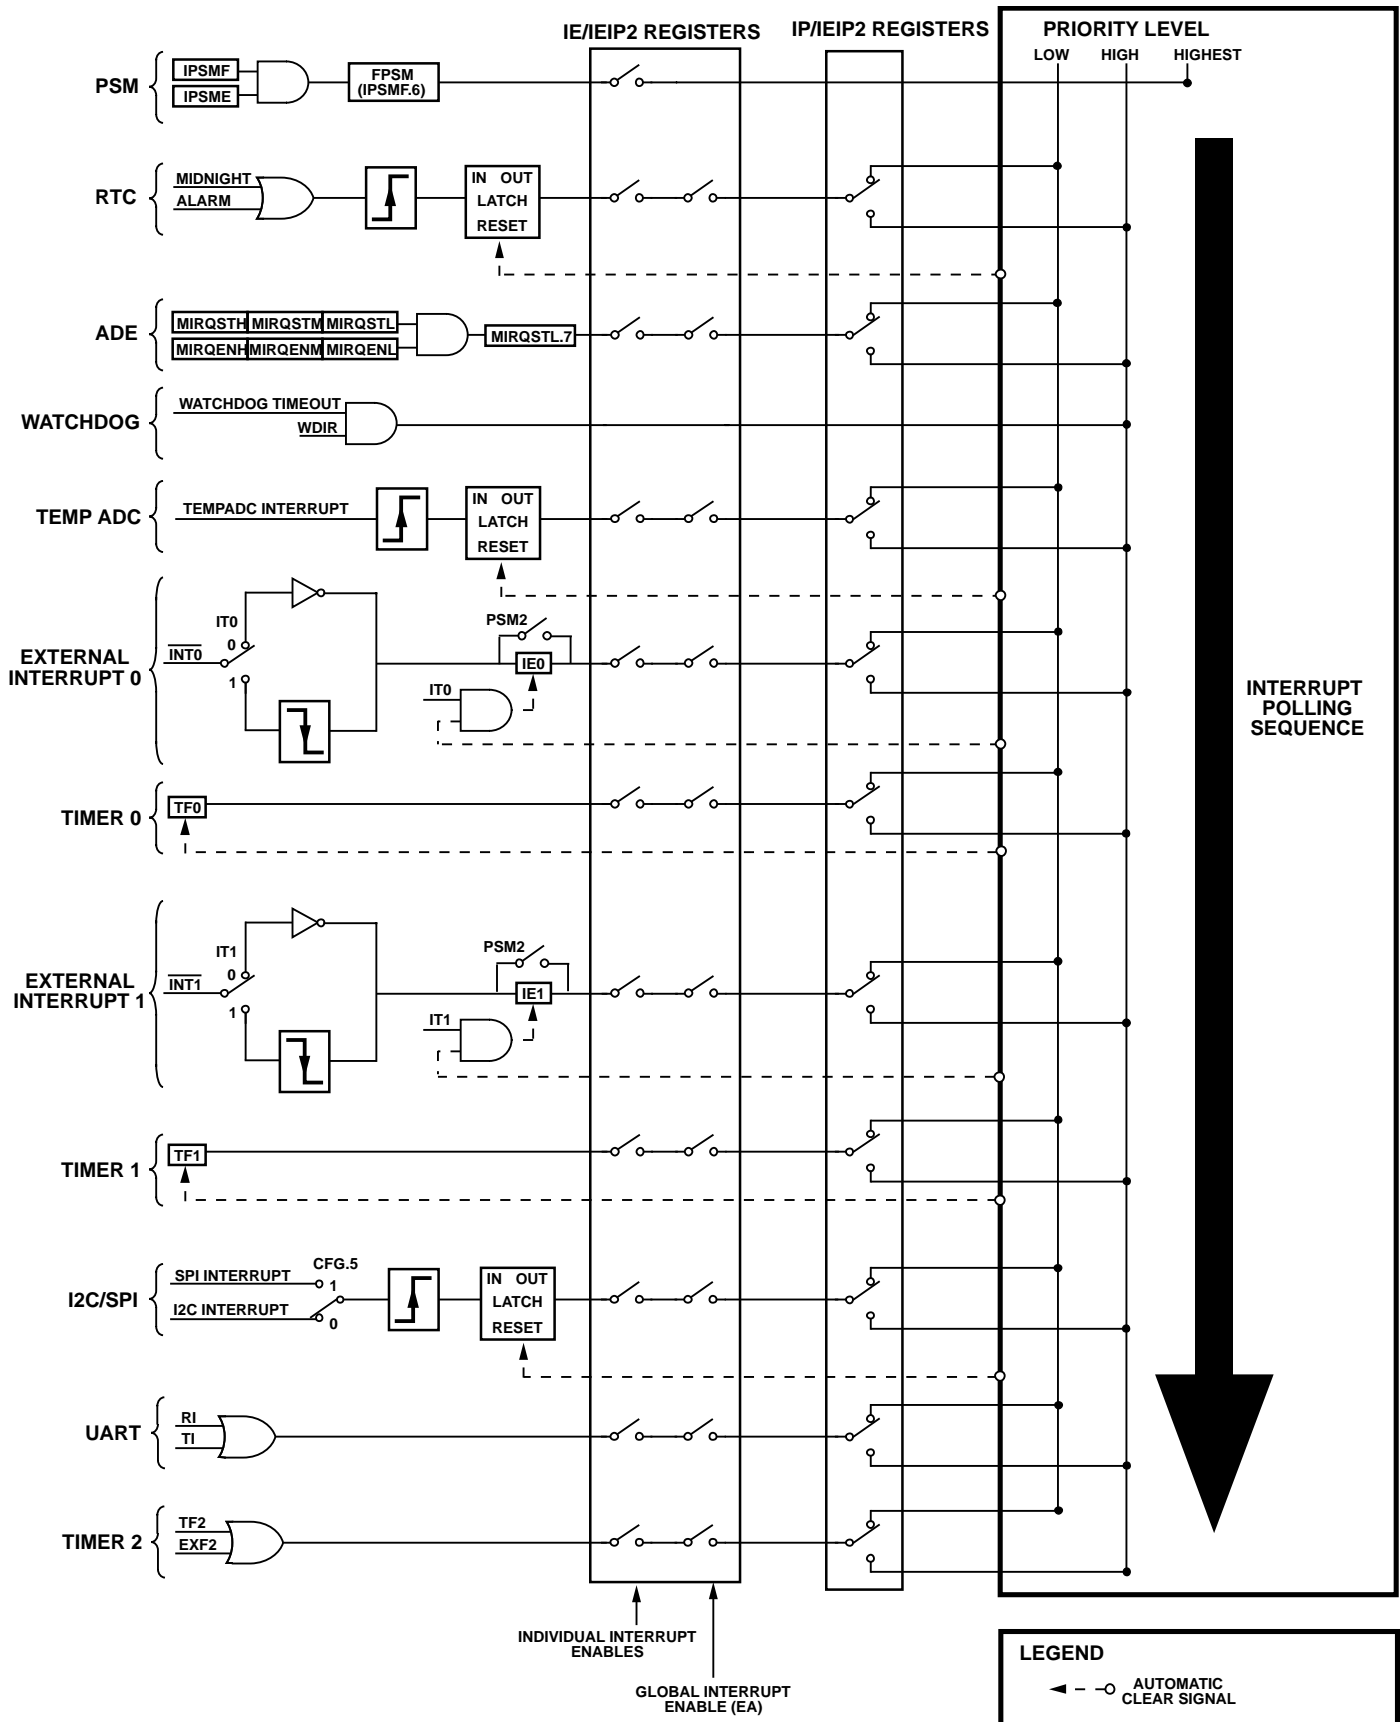 IE/IEIP2 REGISTERS
IP/IEIP2 REGISTERS
PRIORITY LEVEL
LOW
HIGH
HIGHEST
PSM
IPSMF
IPSME
FPSM
(IPSMF.6)
RTC
MIDNIGHT
ALARM
IN OUT
LATCH
RESET
ADE
MIRQSTH
MIRQSTM
MIRQSTL
MIRQENH
MIRQENM
MIRQENL
MIRQSTL.7
WATCHDOG
WATCHDOG TIMEOUT
WDIR
TEMP ADC
TEMPADC INTERRUPT
IN OUT
LATCH
RESET
EXTERNAL
INTERRUPT 0
INT0
IT0
0
1
PSM2
IE0
IT0
INTERRUPT
POLLING
SEQUENCE
TIMER 0
TF0
EXTERNAL
INTERRUPT 1
INT1
IT1
0
1
PSM2
IE1
IT1
TIMER 1
TF1
I2C/SPI
SPI INTERRUPT
I2C INTERRUPT
CFG.5
1
0
IN OUT
LATCH
RESET
UART
RI
TI
TIMER 2
TF2
EXF2
INDIVIDUAL INTERRUPT
ENABLES
GLOBAL INTERRUPT
ENABLE (EA)
LEGEND
AUTOMATIC
CLEAR SIGNAL